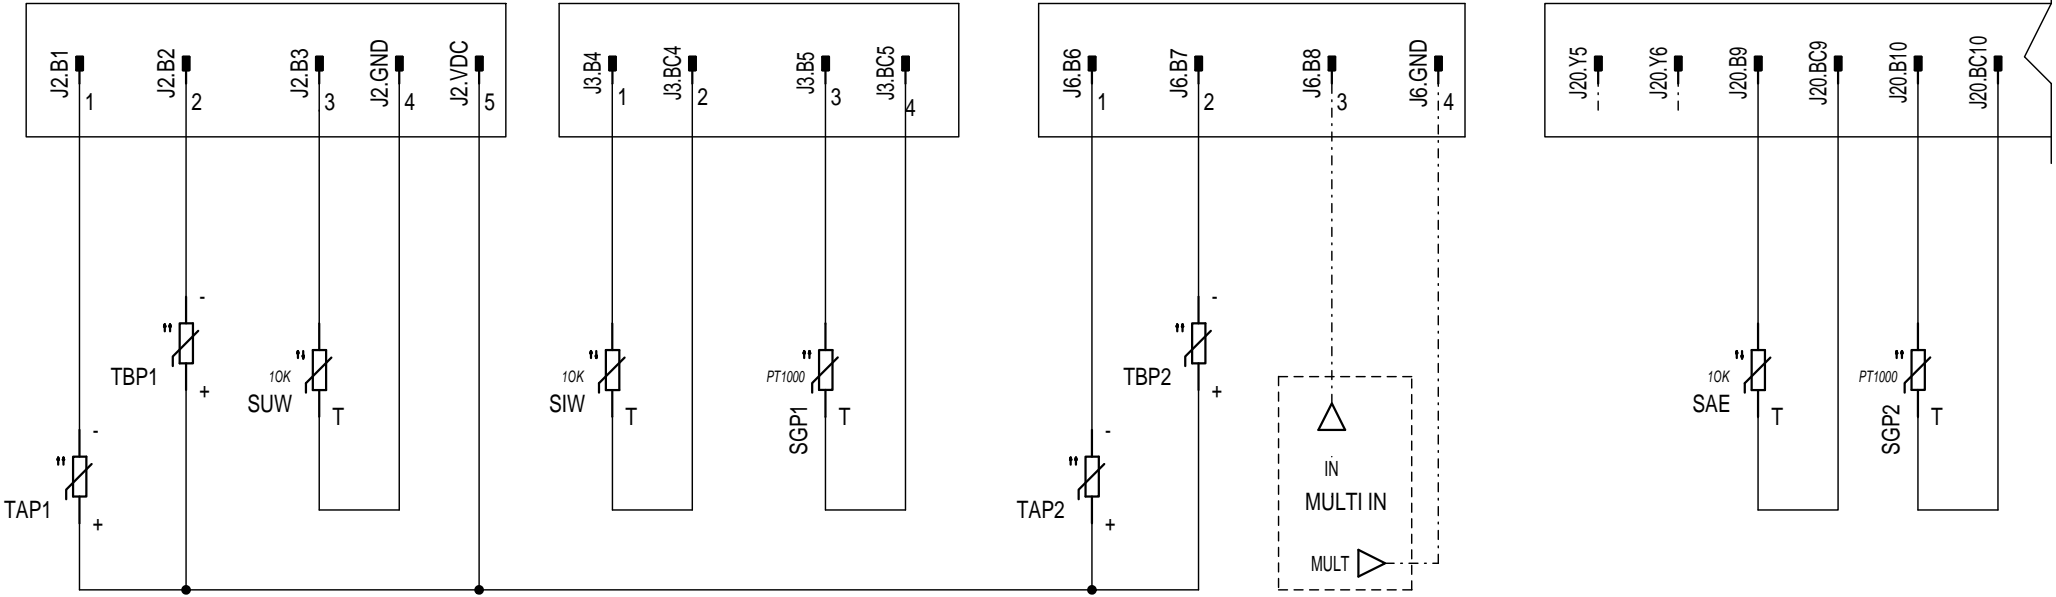 J2.B1
1
J2.B2
2
J2.B3
3
J2.GND
4
J2.VDC
5
J3.B4
1
J3.BC4
2
J3.B5
3
J3.BC5
4
J6.B6
1
J6.B7
2
J6.B8
3
J6.GND
4
J20.Y5
J20.Y6
J20.B9
J20.BC9
J20.B10
J20.BC10
-
TBP1
+
10K
SUW
T
-
TAP1
+
10K
SIW
T
PT1000
SGP1
T
-
TBP2
+
-
TAP2
+
IN
MULTI IN
MULT
10K
SAE
T
PT1000
SGP2
T